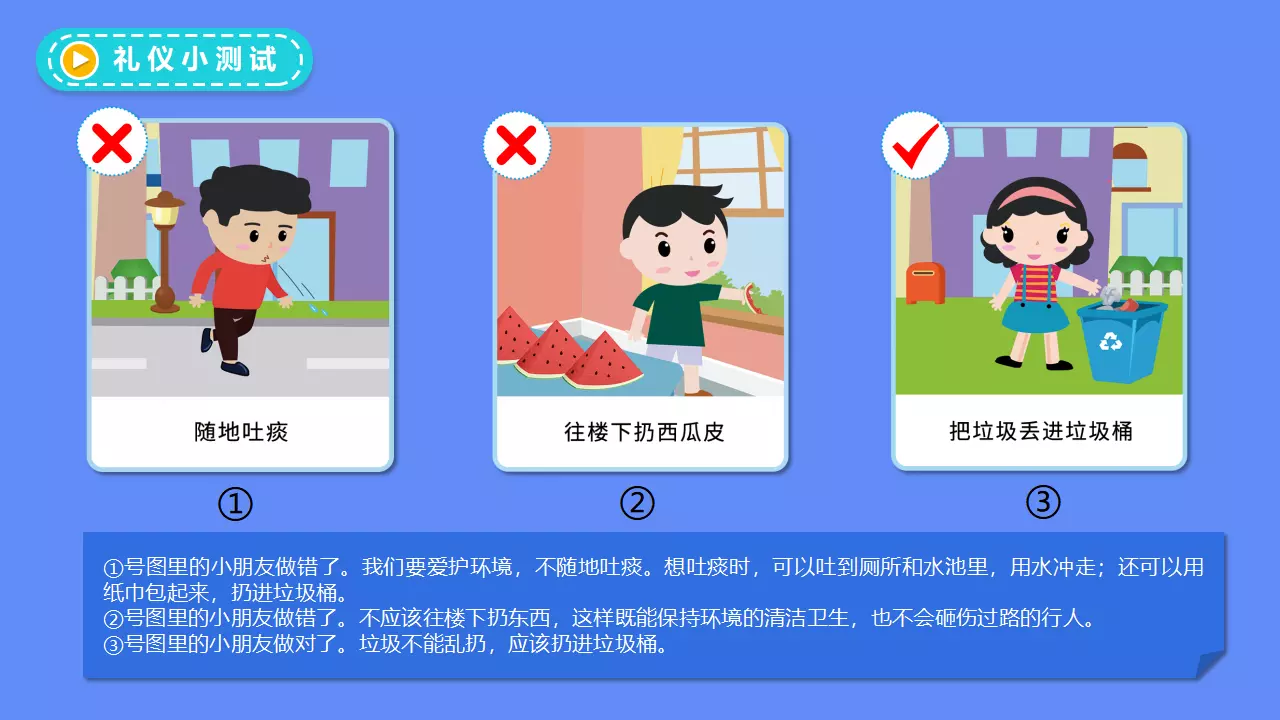 礼仪小测试
随地吐痰
往楼下扔西瓜皮
把垃圾丢进垃圾桶
①
②
③
①号图里的小朋友做错了。我们要爱护环境，不随地吐痰。想吐痰时，可以吐到厕所和水池里，用水冲走；还可以用
纸巾包起来，扔进垃圾桶。
②号图里的小朋友做错了。不应该往楼下扔东西，这样既能保持环境的清洁卫生，也不会砸伤过路的行人。
③号图里的小朋友做对了。垃圾不能乱扔，应该扔进垃圾桶。